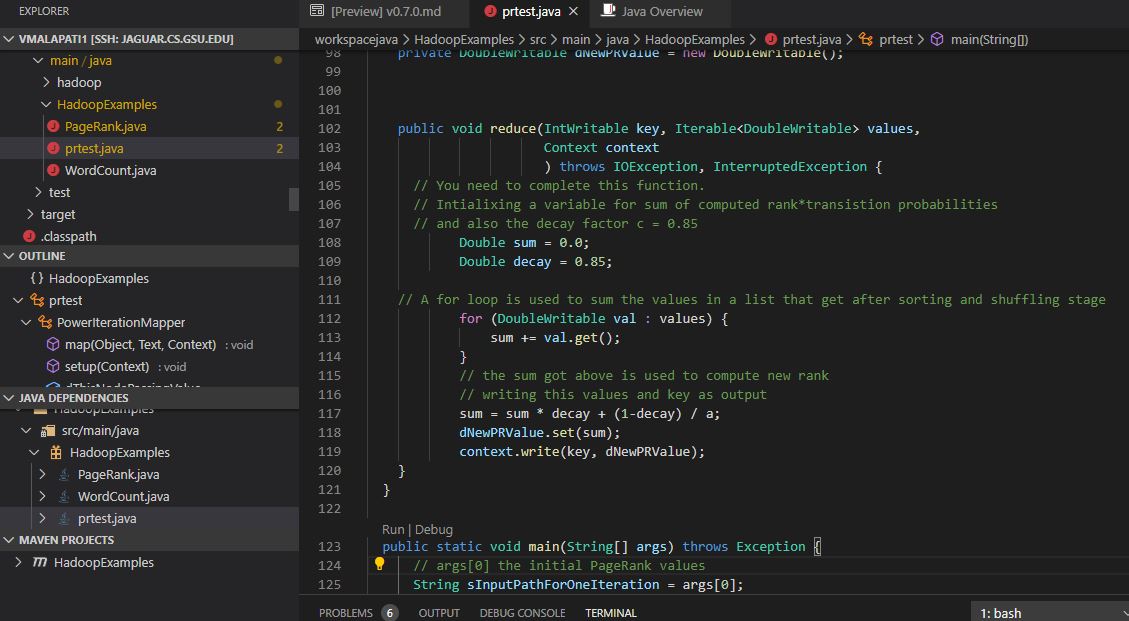 EXPLORER
[Preview] v0.7.0.md
prtest.java
Java Overview
VMALAPATI1 [SSH: JAGUAR.CS.GSU.EDU]
main / java
hadoop
HadoopExamples
PageRank.java 2
prtest.java 2
WordCount.java
test
target
.classpath
OUTLINE
{} HadoopExamples
prtest
PowerIterationMapper
map(Object, Text, Context) : void
setup(Context) : void
JAVA DEPENDENCIES
HadoopExamples
src/main/java
HadoopExamples
PageRank.java
WordCount.java
prtest.java
MAVEN PROJECTS
HadoopExamples
workspacejava > HadoopExamples > src > main > java > HadoopExamples > prtest.java > prtest > main(String[])
98 private DoubleWritable dNewPRValue = new DoubleWritable();
99
100
101
102 public void reduce(IntWritable key, Iterable<DoubleWritable> values,
103 Context context
104 ) throws IOException, InterruptedException {
105 // You need to complete this function.
106 // Intialixing a variable for sum of computed rank*transistion probabilities
107 // and also the decay factor c = 0.85
108 Double sum = 0.0;
109 Double decay = 0.85;
110
111 // A for loop is used to sum the values in a list that get after sorting and shuffling stage
112 for (DoubleWritable val : values) {
113 sum += val.get();
114 }
115 // the sum got above is used to compute new rank
116 // writing this values and key as output
117 sum = sum * decay + (1-decay) / a;
118 dNewPRValue.set(sum);
119 context.write(key, dNewPRValue);
120 }
121 }
122
Run | Debug
123 public static void main(String[] args) throws Exception {
124 // args[0] the initial PageRank values
125 String sInputPathForOneIteration = args[0];
PROBLEMS 6 OUTPUT DEBUG CONSOLE TERMINAL 1: bash